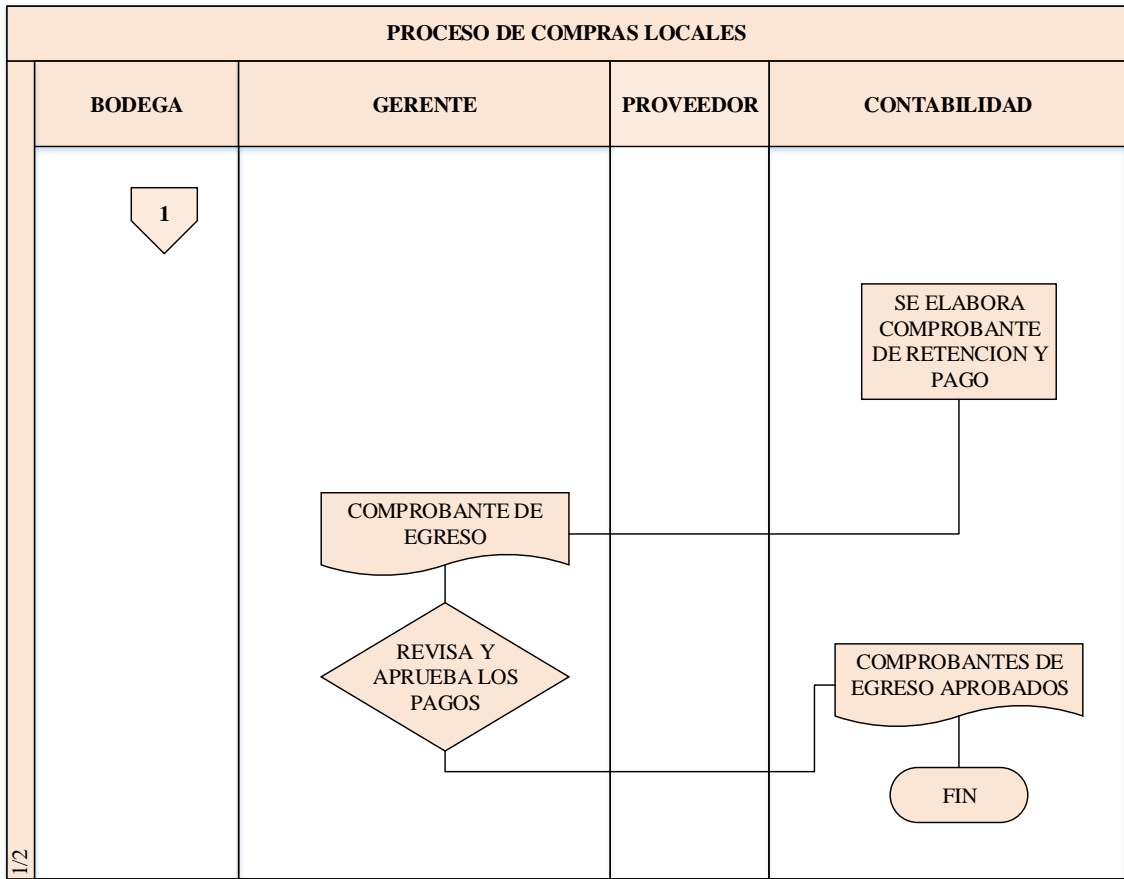 PROCESO DE COMPRAS LOCALES
BODEGA
GERENTE
PROVEEDOR
CONTABILIDAD
1
SE ELABORA
COMPROBANTE
DE RETENCION Y
PAGO
COMPROBANTE DE
EGRESO
REVISA Y
APRUEBA LOS
PAGOS
COMPROBANTES DE
EGRESO APROBADOS
FIN
1/2